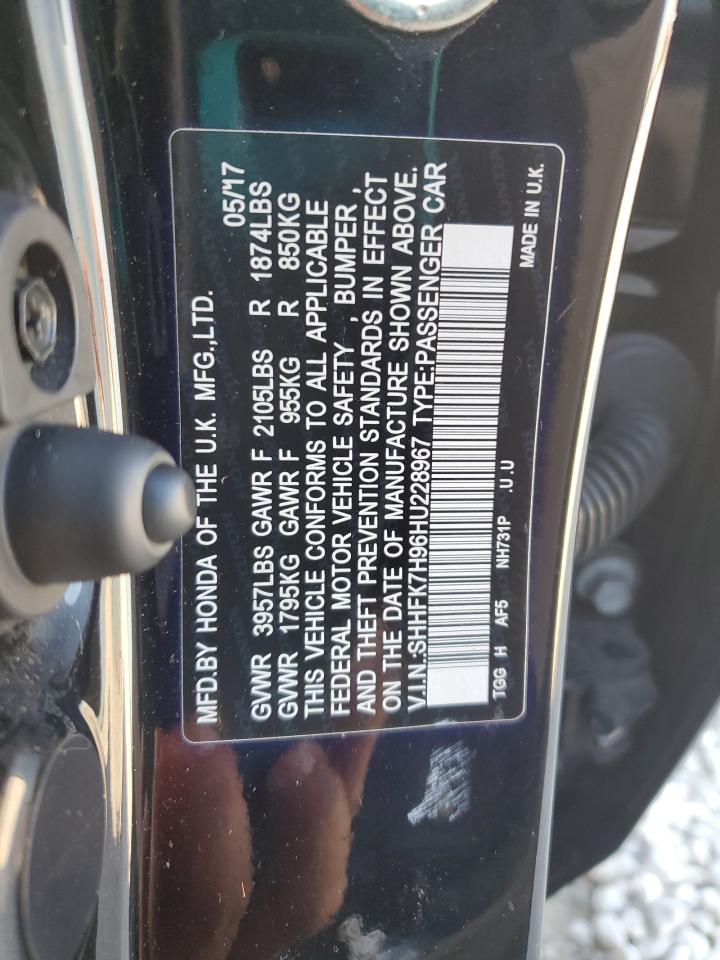 MFD.BY HONDA OF THE U.K. MFG.,LTD. 05/17
GVWR 3957LBS GAWR F 2105LBS R 1874LBS
GVWR 1795KG GAWR F 955KG R 850KG
THIS VEHICLE CONFORMS TO ALL APPLICABLE
FEDERAL MOTOR VEHICLE SAFETY , BUMPER ,
AND THEFT PREVENTION STANDARDS IN EFFECT
ON THE DATE OF MANUFACTURE SHOWN ABOVE.
V.I.N.:SHHFK7H96HU228967 TYPE:PASSENGER CAR
TGG H AF5 NH731P .U .U
MADE IN U.K.